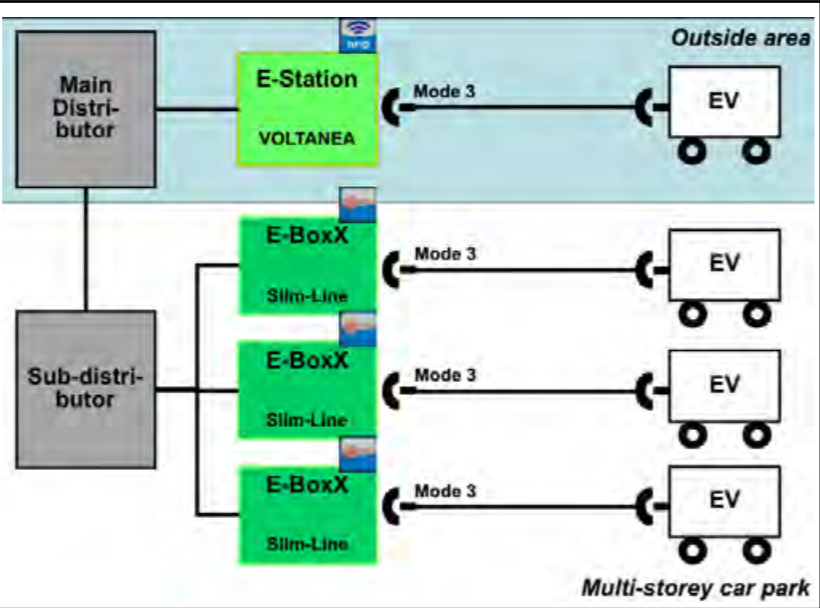 Outside area
RFID
Main
Distri-
butor
E-Station
VOLTANEA
Mode 3
EV
E-BoxX
Slim-Line
Mode 3
EV
Sub-distri-
butor
E-BoxX
Slim-Line
Mode 3
EV
E-BoxX
Slim-Line
Mode 3
EV
Multi-storey car park